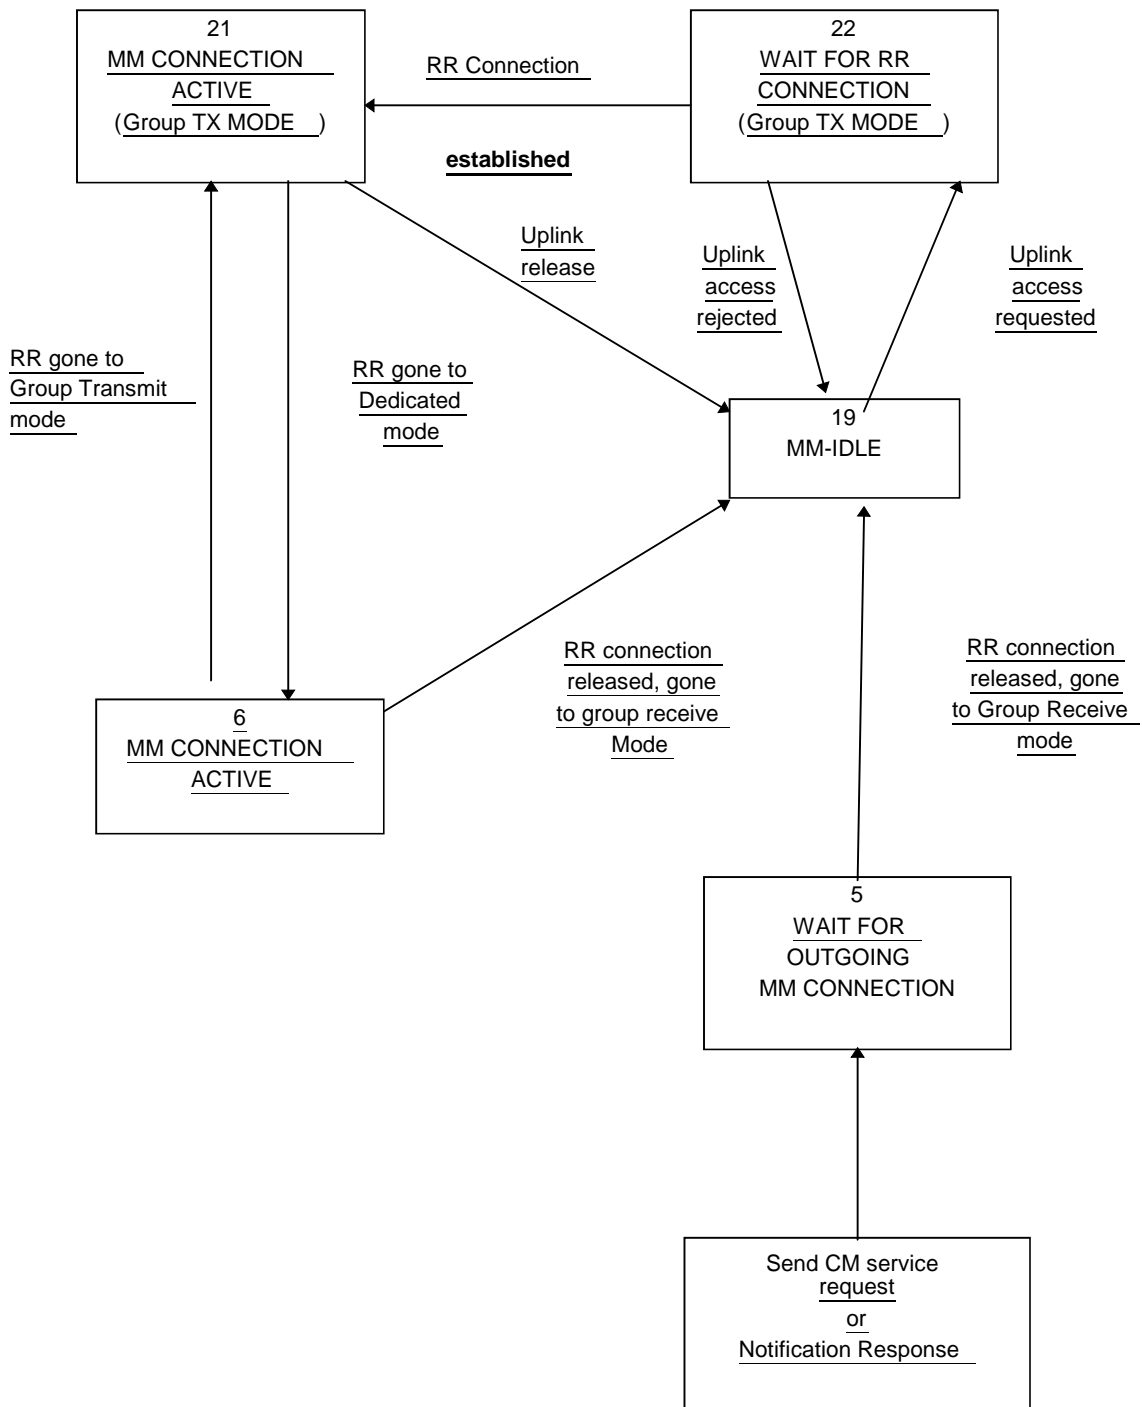 21
MM CONNECTION
ACTIVE
(Group TX MODE )
RR Connection
established
22
WAIT FOR RR
CONNECTION
(Group TX MODE )
Uplink
release
Uplink
access
rejected
Uplink
access
requested
RR gone to
Group Transmit
mode
RR gone to
Dedicated
mode
19
MM-IDLE
RR connection
released, gone
to group receive
Mode
RR connection
released, gone
to Group Receive
mode
6
MM CONNECTION
ACTIVE
5
WAIT FOR
OUTGOING
MM CONNECTION
Send CM service
request
or
Notification Response